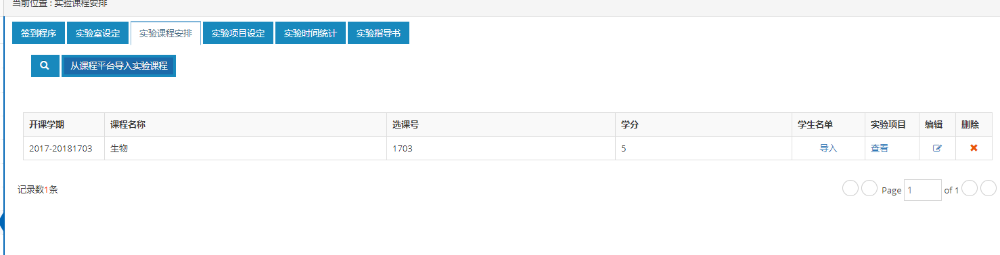 当前位置 : 实验课程安排
签到程序 实验室设定 实验课程安排 实验项目设定 实验时间统计 实验指导书
从课程平台导入实验课程
开课学期 课程名称 选课号 学分 学生名单 实验项目 编辑 删除
2017-20181703 生物 1703 5 导入 查看
记录数1条 Page 1 of 1